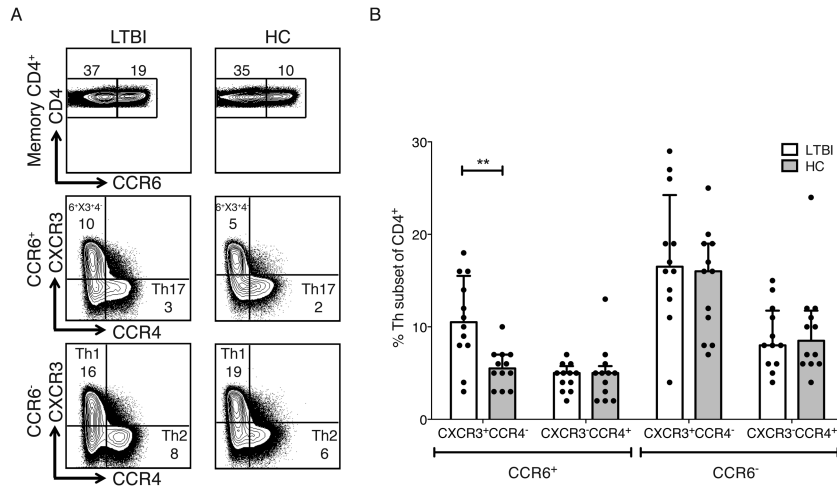 A
LTBI
HC
Memory CD4⁺
CD4
37
19
35
10
CCR6
CCR6⁺
CXCR3
6⁺X3⁺4⁻
10
Th17
3
6⁺X3⁺4⁻
5
Th17
2
CCR4
CCR6⁻
CXCR3
Th1
16
Th2
8
Th1
19
Th2
6
CCR4
B
% Th subset of CD4⁺
30
20
10
0
**
LTBI
HC
CXCR3⁺CCR4⁻
CXCR3⁻CCR4⁺
CXCR3⁺CCR4⁻
CXCR3⁻CCR4⁺
CCR6⁺
CCR6⁻